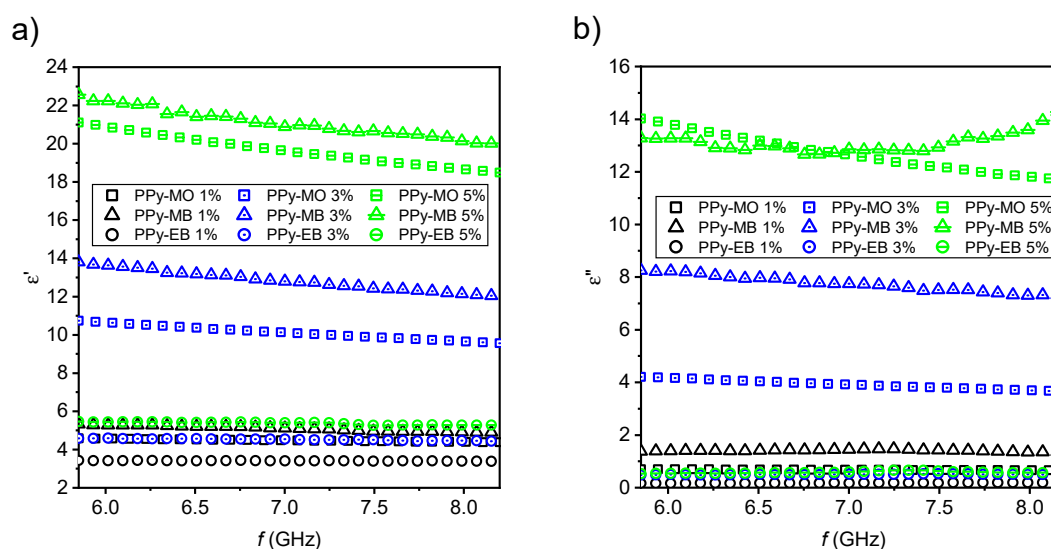 a)
24
22
20
18
16
14
12
10
8
6
4
2
ε'
PPy-MO 1% PPy-MO 3% PPy-MO 5%
PPy-MB 1% PPy-MB 3% PPy-MB 5%
PPy-EB 1% PPy-EB 3% PPy-EB 5%
6.0 6.5 7.0 7.5 8.0
f (GHz)
b)
16
14
12
10
8
6
4
2
0
ε"
PPy-MO 1% PPy-MO 3% PPy-MO 5%
PPy-MB 1% PPy-MB 3% PPy-MB 5%
PPy-EB 1% PPy-EB 3% PPy-EB 5%
6.0 6.5 7.0 7.5 8.0
f (GHz)